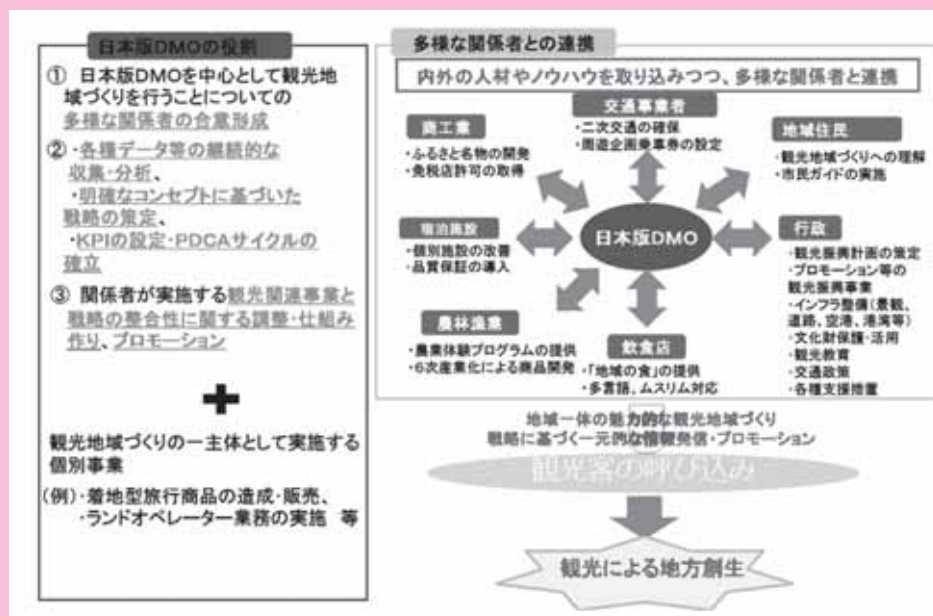 日本版DMOの役割
① 日本版DMOを中心として観光地
域づくりを行うことについての
多様な関係者の合意形成
② ・各種データ等の継続的な
収集・分析、
・明確なコンセプトに基づいた
戦略の策定、
・KPIの設定・PDCAサイクルの
確立
③ 関係者が実施する観光関連事業と
戦略の整合性に関する調整・仕組み
作り、プロモーション
+
観光地域づくりの一主体として実施する
個別事業
(例)・着地型旅行商品の造成・販売、
・ランドオペレーター業務の実施 等
多様な関係者との連携
内外の人材やノウハウを取り込みつつ、多様な関係者と連携
交通事業者
・二次交通の確保
・周遊企画乗車券の設定
商工業
・ふるさと名物の開発
・免税店許可の取得
地域住民
・観光地域づくりへの理解
・市民ガイドの実施
宿泊施設
・個別施設の改善
・品質保証の導入
日本版DMO
行政
・観光振興計画の策定
・プロモーション等の
観光振興事業
・インフラ整備(景観、
道路、空港、港湾等)
・文化財保護・活用
・観光教育
・交通政策
・各種支援措置
農林漁業
・農業体験プログラムの提供
・6次産業化による商品開発
飲食店
・「地域の食」の提供
・多言語、ムスリム対応
地域一体の魅力的な観光地域づくり
戦略に基づく一元的な情報発信・プロモーション
観光客の呼び込み
観光による地方創生